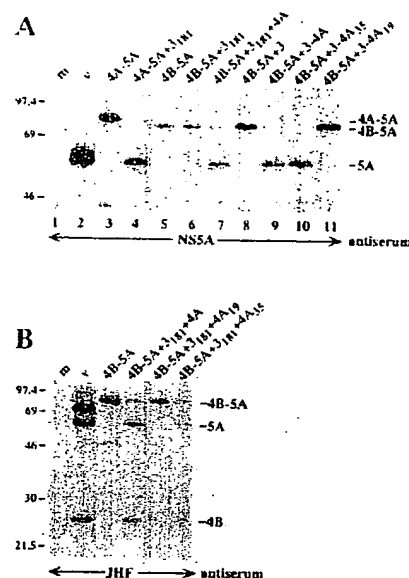 A
m
v
4A-5A
4A-5A+3₁₈₁
4B-5A
4B-5A+3₁₈₁
4B-5A+3₁₈₁+4A
4B-5A+3
4B-5A+3-4A
4B-5A+3-4A₃₅
4B-5A+3-4A₁₉
97.4 –
69 –
46 –
–4A-5A
–4B-5A
–5A
1 2 3 4 5 6 7 8 9 10 11
NS5A antiserum
B
m
v
4B-5A
4B-5A+3₁₈₁+4A
4B-5A+3₁₈₁+4A₁₉
4B-5A+3₁₈₁+4A₃₅
97.4 –
69 –
46 –
30 –
21.5 –
–4B-5A
–5A
–4B
JHF antiserum